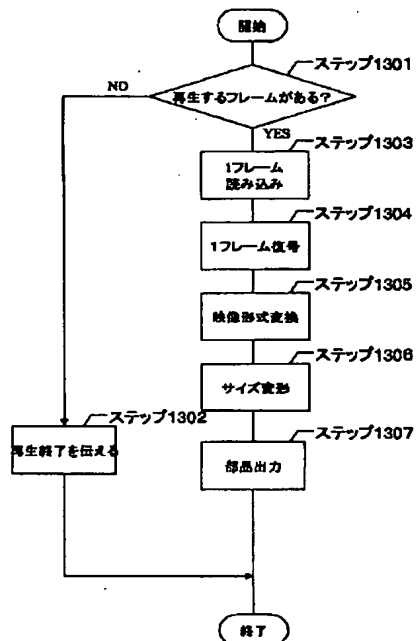 開始
ステップ1301
再生するフレームがある?
NO
YES
ステップ1303
1フレーム
読み込み
ステップ1304
1フレーム復号
ステップ1305
映像形式変換
ステップ1306
サイズ変形
ステップ1302
再生終了を伝える
ステップ1307
部品出力
終了